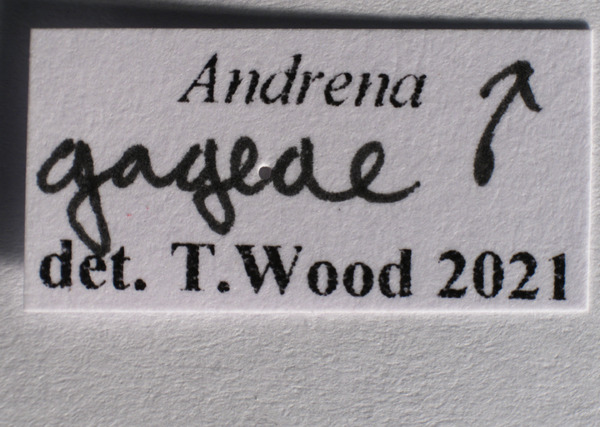 Andrena ♂
gageae
det. T.Wood 2021